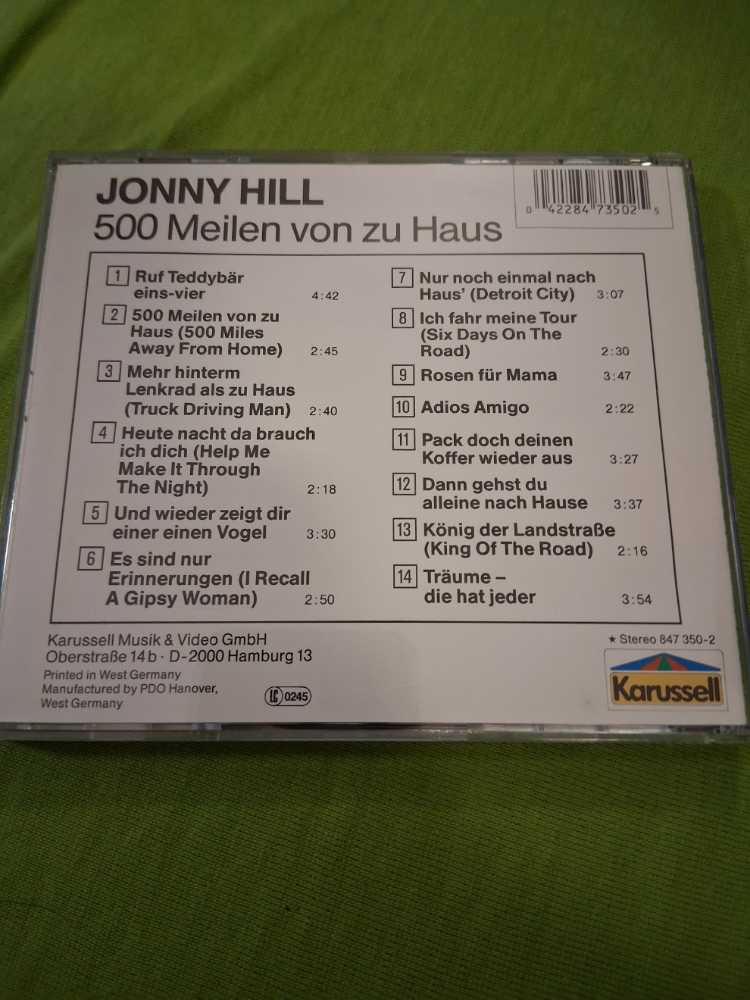 JONNY HILL
500 Meilen von zu Haus
0 42284 73502 5
1 Ruf Teddybär
eins-vier 4:42
2 500 Meilen von zu
Haus (500 Miles
Away From Home) 2:45
3 Mehr hinterm
Lenkrad als zu Haus
(Truck Driving Man) 2:40
4 Heute nacht da brauch
ich dich (Help Me
Make It Through
The Night) 2:18
5 Und wieder zeigt dir
einer einen Vogel 3:30
6 Es sind nur
Erinnerungen (I Recall
A Gipsy Woman) 2:50
7 Nur noch einmal nach
Haus' (Detroit City) 3:07
8 Ich fahr meine Tour
(Six Days On The
Road) 2:30
9 Rosen für Mama 3:47
10 Adios Amigo 2:22
11 Pack doch deinen
Koffer wieder aus 3:27
12 Dann gehst du
alleine nach Hause 3:37
13 König der Landstraße
(King Of The Road) 2:16
14 Träume –
die hat jeder 3:54
Karussell Musik & Video GmbH
Oberstraße 14b · D-2000 Hamburg 13
Printed in West Germany
Manufactured by PDO Hanover,
West Germany
LC 0245
★ Stereo 847 350-2
Karussell